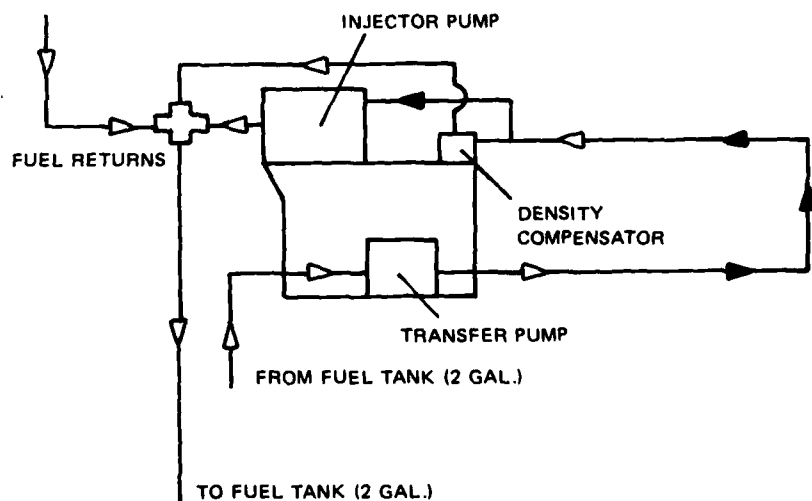 INJECTOR PUMP
FUEL RETURNS
DENSITY
COMPENSATOR
TRANSFER PUMP
FROM FUEL TANK (2 GAL.)
TO FUEL TANK (2 GAL.)